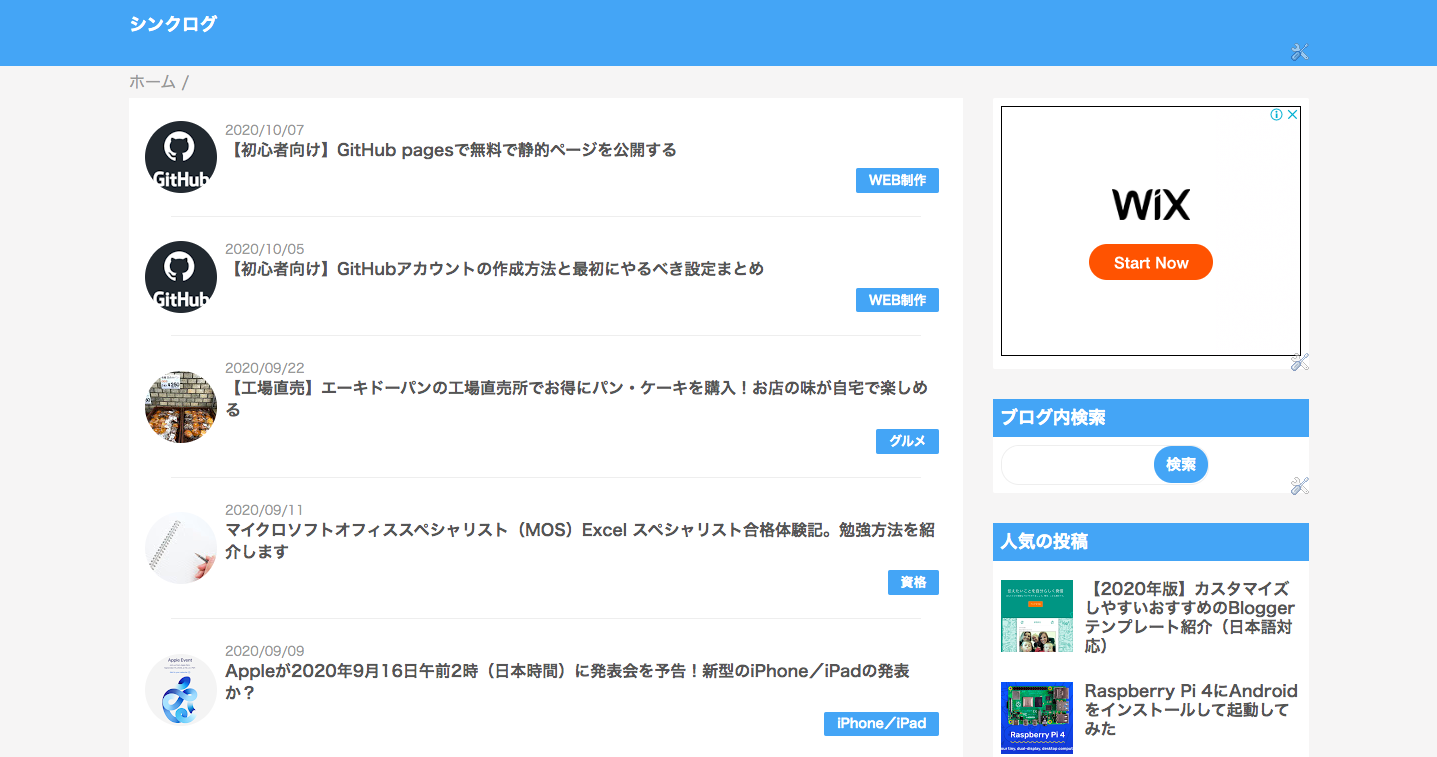 シンクログ
ホーム /
2020/10/07
【初心者向け】GitHub pagesで無料で静的ページを公開する
GitHub
WEB制作
2020/10/05
【初心者向け】GitHubアカウントの作成方法と最初にやるべき設定まとめ
GitHub
WEB制作
2020/09/22
【工場直売】エーキドーパンの工場直売所でお得にパン・ケーキを購入！お店の味が自宅で楽しめ
る
グルメ
2020/09/11
マイクロソフトオフィススペシャリスト（MOS）Excel スペシャリスト合格体験記。勉強方法を紹
介します
資格
2020/09/09
Appleが2020年9月16日午前2時（日本時間）に発表会を予告！新型のiPhone／iPadの発表
か？
Apple Event
iPhone／iPad
WiX
Start Now
ブログ内検索
検索
人気の投稿
【2020年版】カスタマイズ
しやすいおすすめのBlogger
テンプレート紹介（日本語対
応）
Raspberry Pi 4にAndroid
をインストールして起動して
みた
Raspberry Pi 4